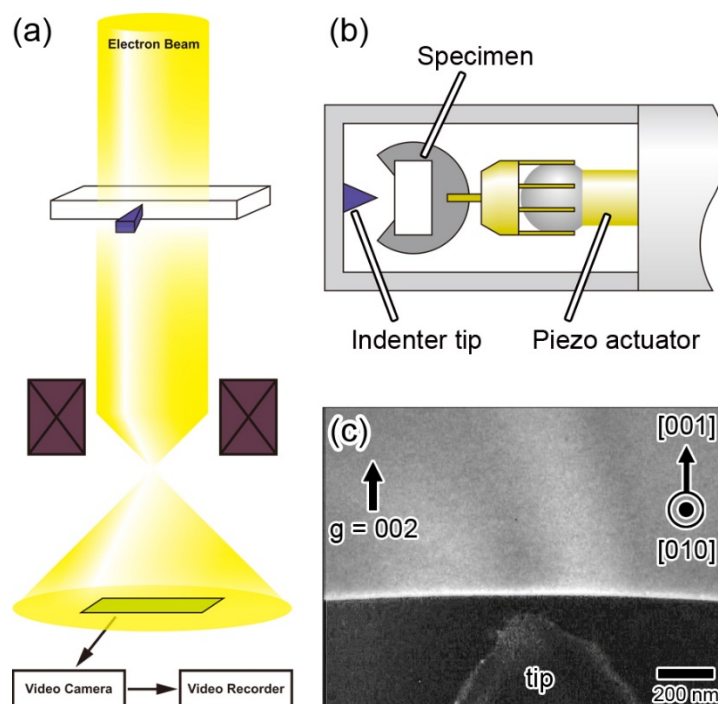 (a)
Electron Beam
Video Camera
Video Recorder
(b)
Specimen
Indenter tip
Piezo actuator
(c)
g = 002
[001]
[010]
tip
200 nm